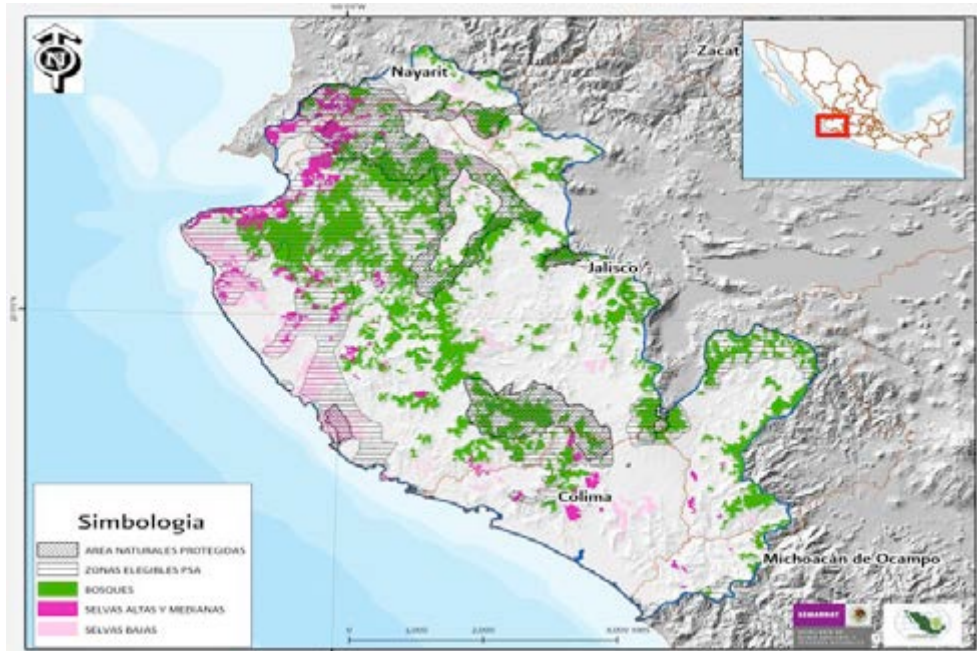 N
Zacat
Nayarit
Jalisco
Colima
Michoacán de Ocampo
Simbologia
AREA NATURALES PROTEGIDAS
ZONAS ELEGIBLES PSA
BOSQUES
SELVAS ALTAS Y MEDIANAS
SELVAS BAJAS
0
SEMARNAT